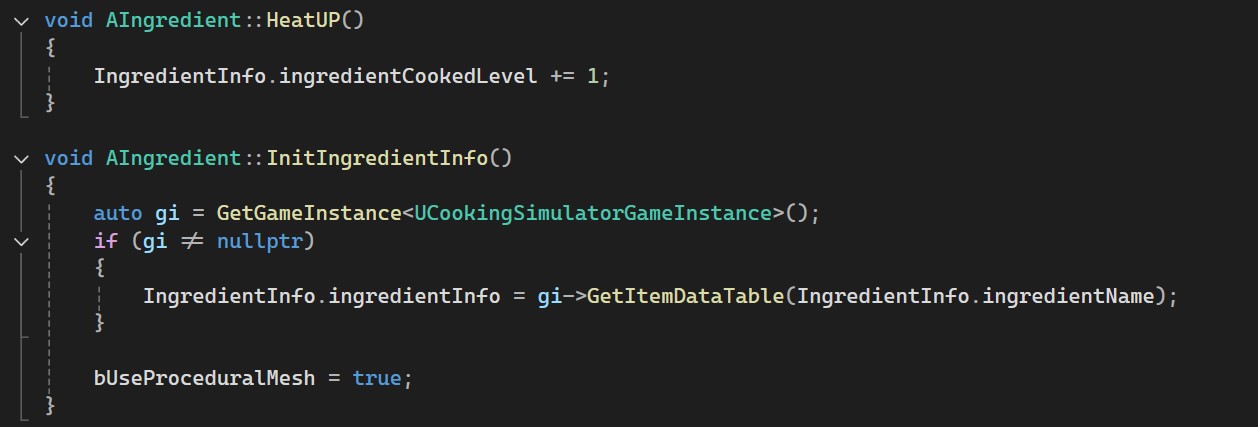 void AIngredient::HeatUP()
{
    IngredientInfo.ingredientCookedLevel += 1;
}

void AIngredient::InitIngredientInfo()
{
    auto gi = GetGameInstance<UCookingSimulatorGameInstance>();
    if (gi != nullptr)
    {
        IngredientInfo.ingredientInfo = gi->GetItemDataTable(IngredientInfo.ingredientName);
    }

    bUseProceduralMesh = true;
}